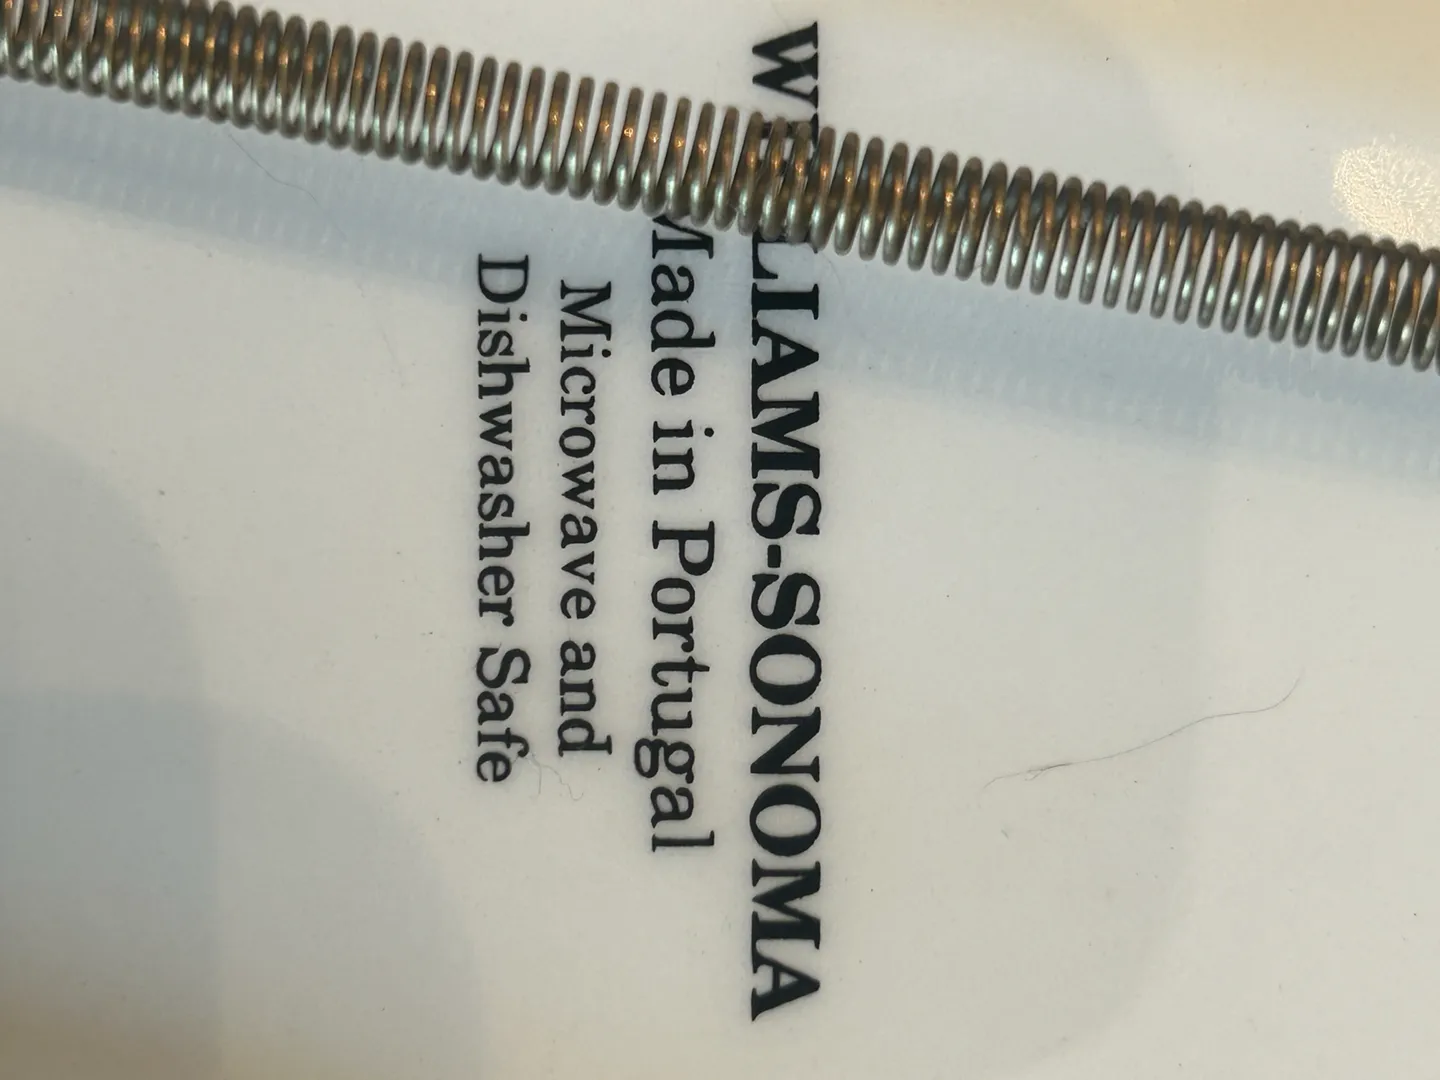 WILLIAMS-SONOMA
Made in Portugal
Microwave and
Dishwasher Safe